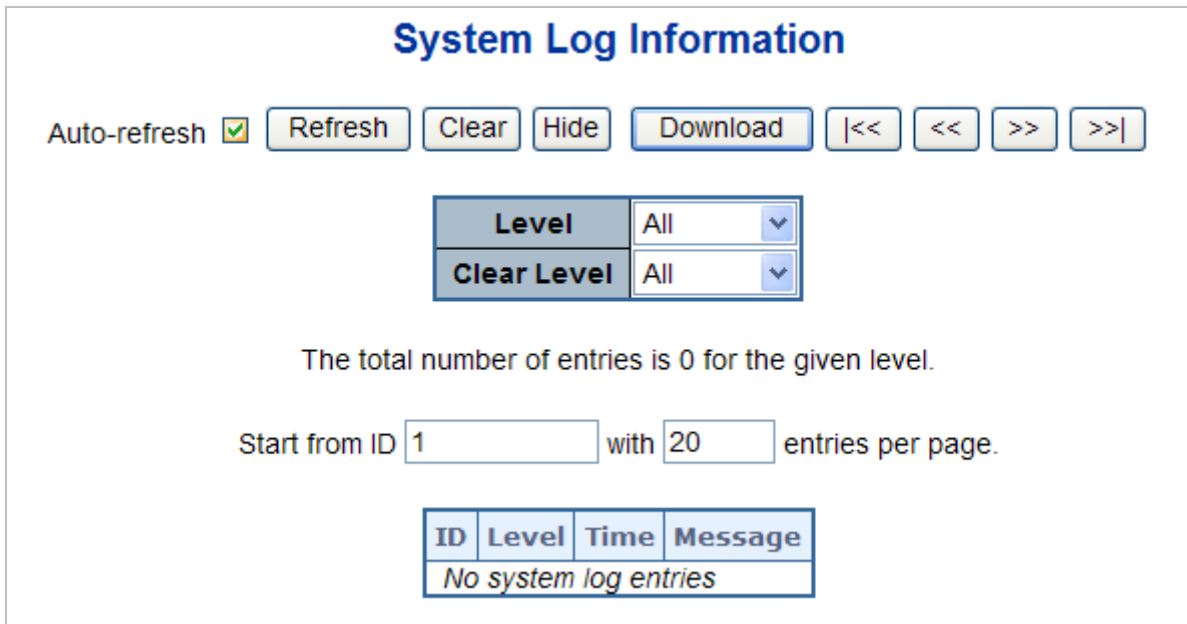 System Log Information
Auto-refresh Refresh Clear Hide Download |<< << >> >>|
Level All
Clear Level All
The total number of entries is 0 for the given level.
Start from ID 1 with 20 entries per page.
ID Level Time Message
No system log entries